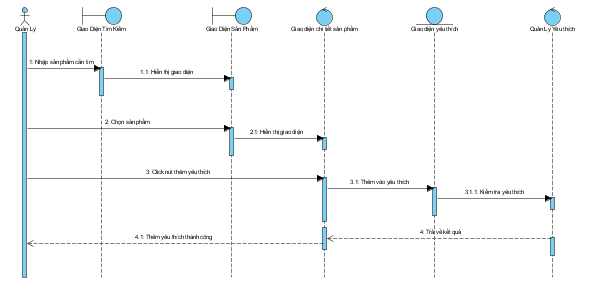 Quản Lý
Giao Diện Tìm Kiếm
Giao Diện Sản Phẩm
Giao diện chi tiết sản phẩm
Giao diện yêu thích
Quản Lý Yêu thích
1: Nhập sản phẩm cần tìm
1.1: Hiển thị giao diện
2: Chọn sản phẩm
2.1: Hiển thị giao diện
3: Click nút thêm yêu thích
3.1: Thêm vào yêu thích
3.1.1: Kiểm tra yêu thích
4: Trả về kết quả
4.1: Thêm yêu thích thành công